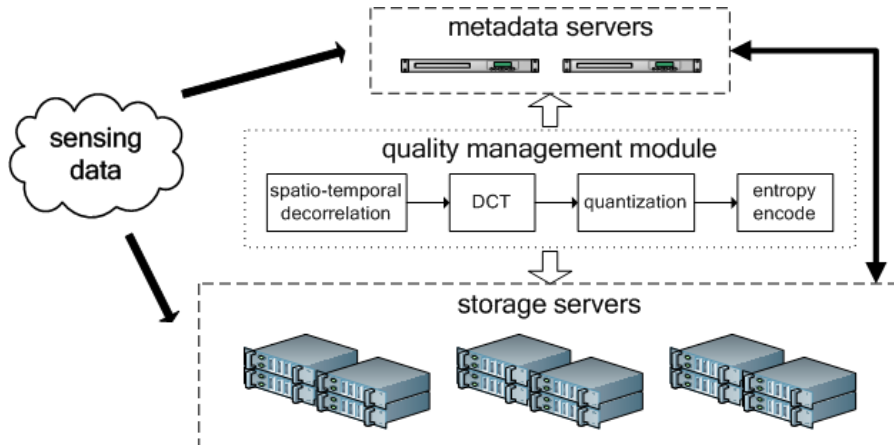 metadata servers
sensing
data
quality management module
spatio-temporal
decorrelation
DCT
quantization
entropy
encode
storage servers